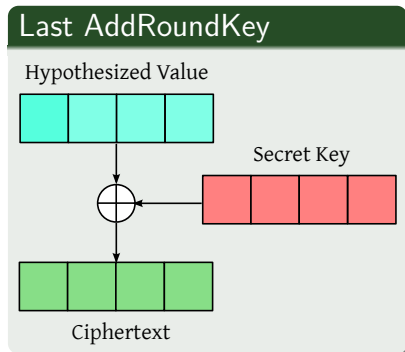 Last AddRoundKey
Hypothesized Value
Secret Key
Ciphertext